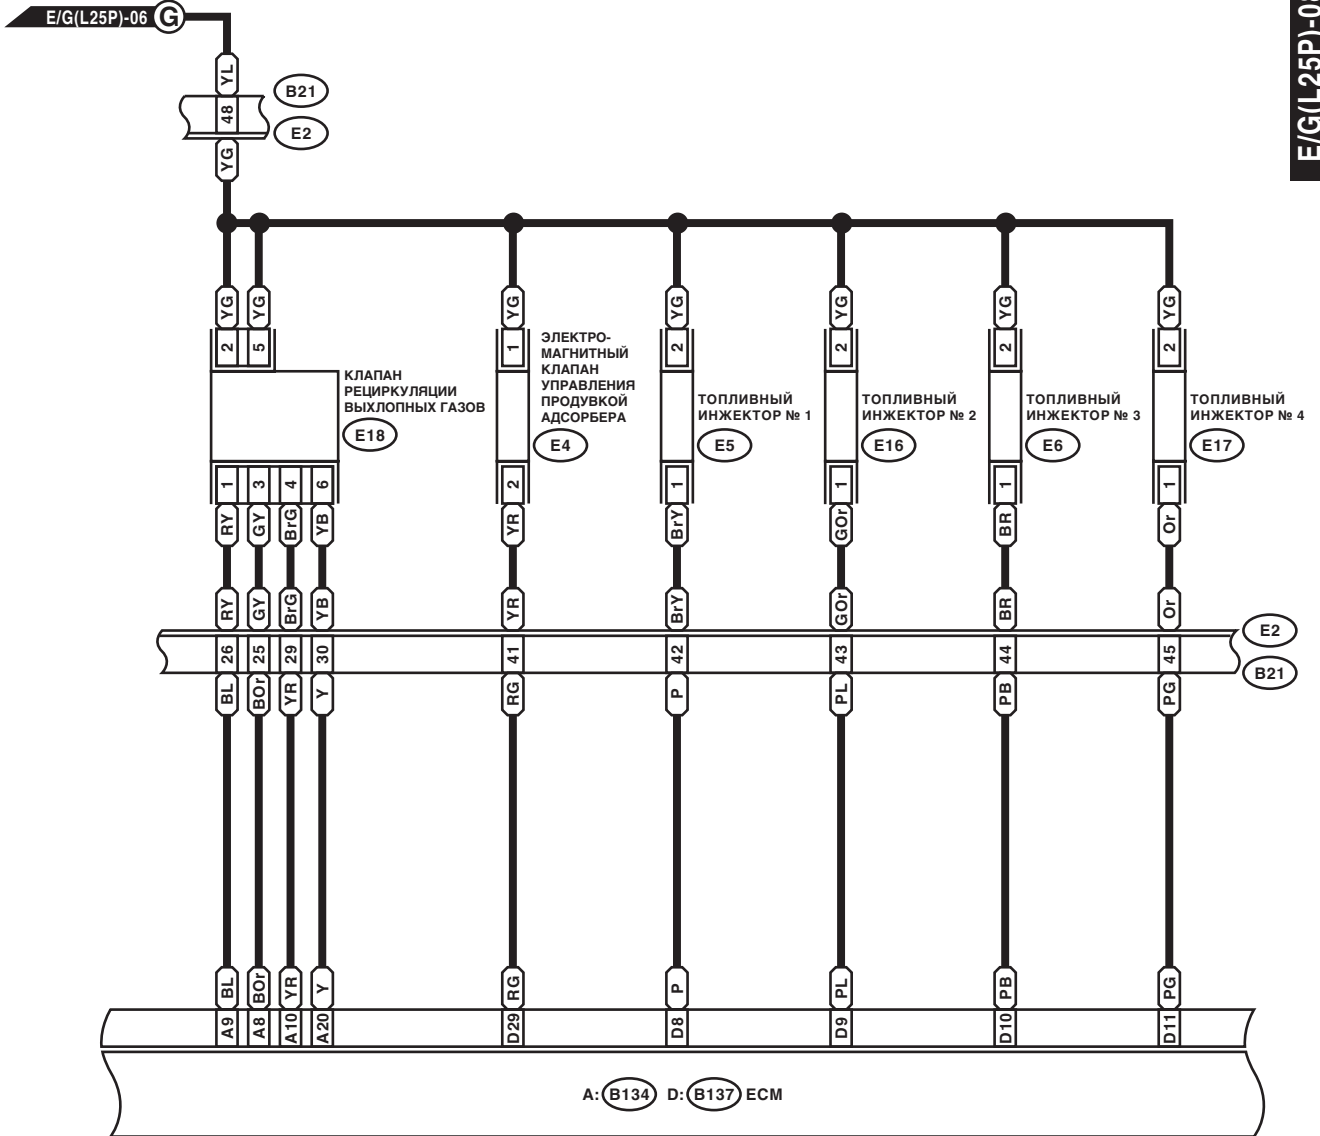 E/G(L25P)-06 G
E/G(L25P)-0
YL
48
B21
E2
YG
YG YG YG YG YG YG YG
2 5 1 2 2 2 2
КЛАПАН
РЕЦИРКУЛЯЦИИ
ВЫХЛОПНЫХ ГАЗОВ
E18
ЭЛЕКТРО-
МАГНИТНЫЙ
КЛАПАН
УПРАВЛЕНИЯ
ПРОДУВКОЙ
АДСОРБЕРА
E4
ТОПЛИВНЫЙ
ИНЖЕКТОР № 1
E5
ТОПЛИВНЫЙ
ИНЖЕКТОР № 2
E16
ТОПЛИВНЫЙ
ИНЖЕКТОР № 3
E6
ТОПЛИВНЫЙ
ИНЖЕКТОР № 4
E17
1 3 4 6 2 1 1 1 1
RY GY BrG YB YR BrY GOr BR Or
RY GY BrG YB YR BrY GOr BR Or
E2
26 25 29 30 41 42 43 44 45
B21
BL BOr YR Y RG P PL PB PG
BL BOr YR Y RG P PL PB PG
A9 A8 A10 A20 D29 D8 D9 D10 D11
A: B134 D: B137 ECM